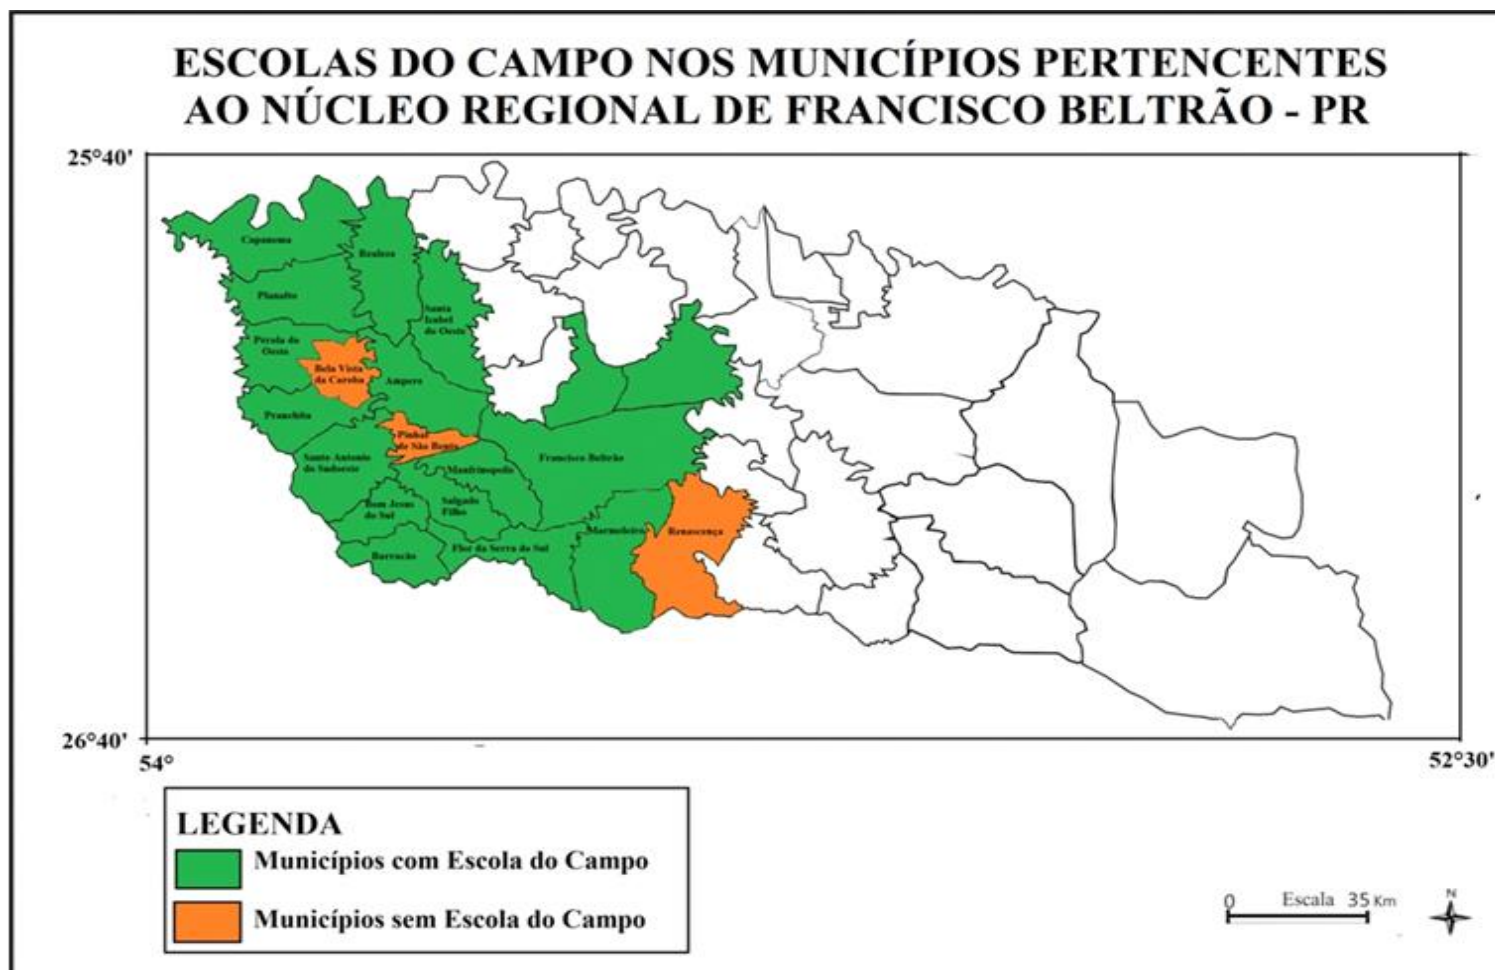 ESCOLAS DO CAMPO NOS MUNICÍPIOS PERTENCENTES
AO NÚCLEO REGIONAL DE FRANCISCO BELTRÃO - PR
25°40'
Capanema
Realeza
Planalto
Santa
Izabel
do Oeste
Perola do
Oeste
Bela Vista
da Caroba
Ampere
Pranchita
Pinhal
de São Bento
Santo Antonio
do Sudoeste
Francisco Beltrão
Manfrinopolis
Bom Jesus
do Sul
Salgado
Filho
Marmeleiro
Renascença
Barracão
Flor da Serra do Sul
26°40'
54°
52°30'
LEGENDA
Municípios com Escola do Campo
Municípios sem Escola do Campo
0 Escala 35 Km
N